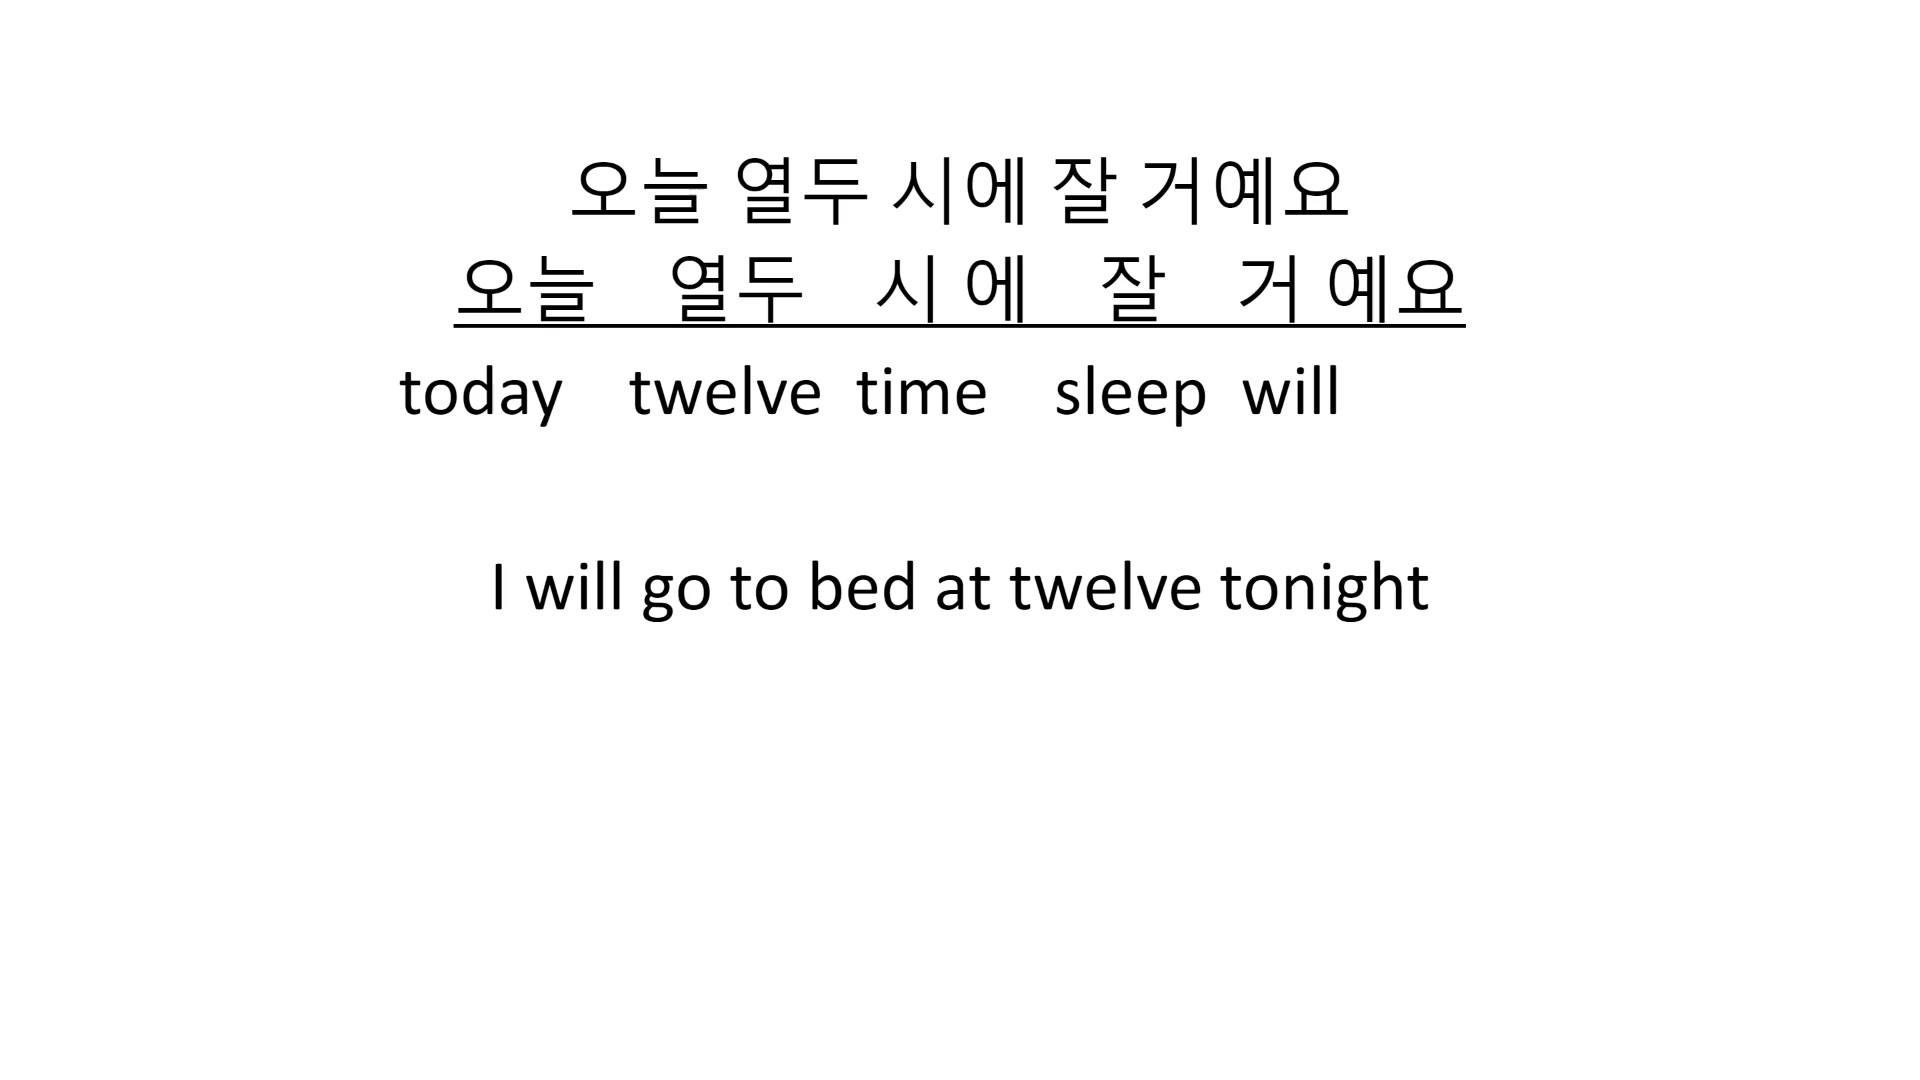 오늘 열두 시에 잘 거예요
오늘 열두 시 에 잘 거 예요
today twelve time sleep will
I will go to bed at twelve tonight